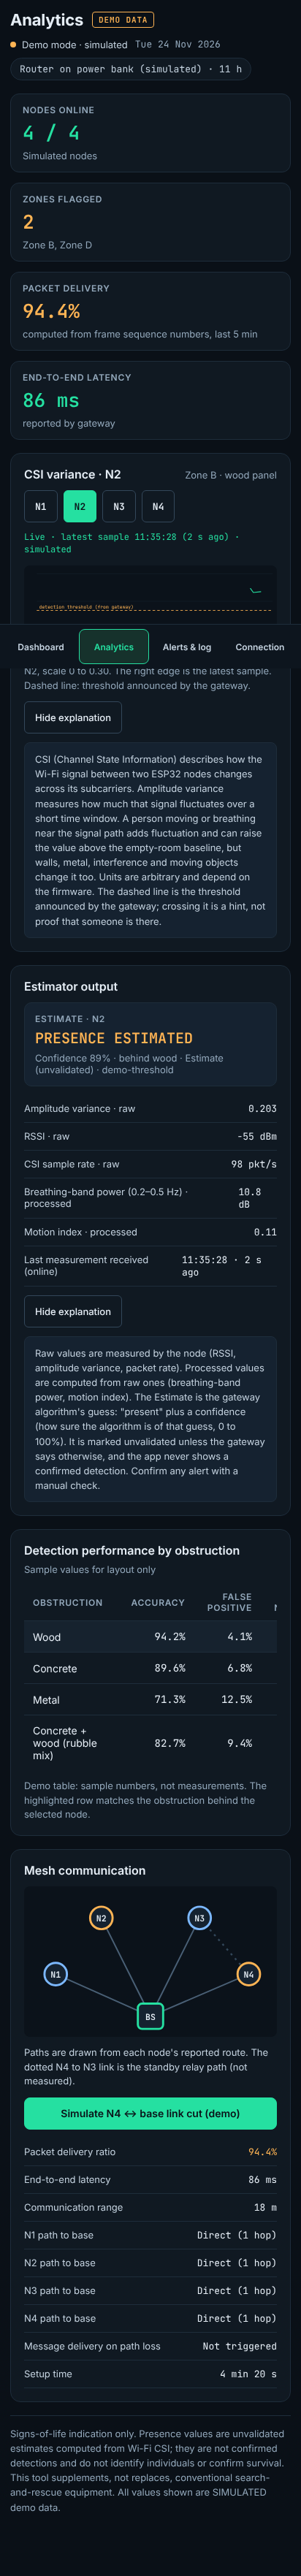 Analytics DEMO DATA
Demo mode · simulated Tue 24 Nov 2026
Router on power bank (simulated) · 11 h
NODES ONLINE
4 / 4
Simulated nodes
ZONES FLAGGED
2
Zone B, Zone D
PACKET DELIVERY
94.4%
computed from frame sequence numbers, last 5 min
END-TO-END LATENCY
86 ms
reported by gateway
CSI variance · N2 Zone B · wood panel
N1 N2 N3 N4
Live · latest sample 11:35:28 (2 s ago) ·
simulated
detection threshold (from gateway)
Dashboard Analytics Alerts & log Connection
N2, scale 0 to 0.30. The right edge is the latest sample.
Dashed line: threshold announced by the gateway.
Hide explanation
CSI (Channel State Information) describes how the
Wi-Fi signal between two ESP32 nodes changes
across its subcarriers. Amplitude variance
measures how much that signal fluctuates over a
short time window. A person moving or breathing
near the signal path adds fluctuation and can raise
the value above the empty-room baseline, but
walls, metal, interference and moving objects
change it too. Units are arbitrary and depend on
the firmware. The dashed line is the threshold
announced by the gateway; crossing it is a hint, not
proof that someone is there.
Estimator output
ESTIMATE · N2
PRESENCE ESTIMATED
Confidence 89% · behind wood · Estimate
(unvalidated) · demo-threshold
Amplitude variance · raw 0.203
RSSI · raw -55 dBm
CSI sample rate · raw 98 pkt/s
Breathing-band power (0.2–0.5 Hz) · 10.8
processed dB
Motion index · processed 0.11
Last measurement received 11:35:28 · 2 s
(online) ago
Hide explanation
Raw values are measured by the node (RSSI,
amplitude variance, packet rate). Processed values
are computed from raw ones (breathing-band
power, motion index). The Estimate is the gateway
algorithm's guess: "present" plus a confidence
(how sure the algorithm is of that guess, 0 to
100%). It is marked unvalidated unless the gateway
says otherwise, and the app never shows a
confirmed detection. Confirm any alert with a
manual check.
Detection performance by obstruction
Sample values for layout only
OBSTRUCTION ACCURACY FALSE
POSITIVE
Wood 94.2% 4.1%
Concrete 89.6% 6.8%
Metal 71.3% 12.5%
Concrete +
wood (rubble 82.7% 9.4%
mix)
Demo table: sample numbers, not measurements. The
highlighted row matches the obstruction behind the
selected node.
Mesh communication
N2 N3
N1 N4
BS
Paths are drawn from each node's reported route. The
dotted N4 to N3 link is the standby relay path (not
measured).
Simulate N4 ↔ base link cut (demo)
Packet delivery ratio 94.4%
End-to-end latency 86 ms
Communication range 18 m
N1 path to base Direct (1 hop)
N2 path to base Direct (1 hop)
N3 path to base Direct (1 hop)
N4 path to base Direct (1 hop)
Message delivery on path loss Not triggered
Setup time 4 min 20 s
Signs-of-life indication only. Presence values are unvalidated
estimates computed from Wi-Fi CSI; they are not confirmed
detections and do not identify individuals or confirm survival.
This tool supplements, not replaces, conventional search-
and-rescue equipment. All values shown are SIMULATED
demo data.